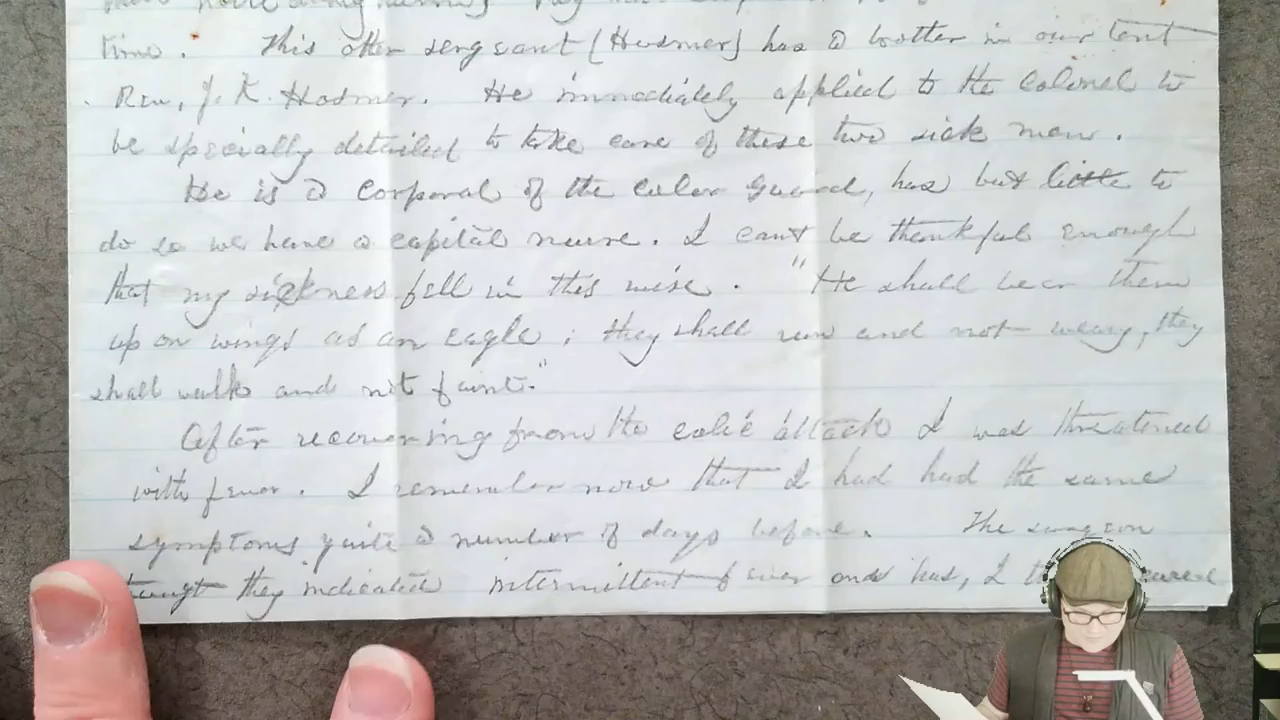 time. This other sergeant (Hosmer) has a brother in our tent
Rev, J. K. Hosmer. He immediately applied to the Colonel to
be specially detailed to take care of these two sick men.
He is a Corporal of the Color Guard, has but little to
do so we have a capital nurse. I can't be thankful enough
that my sickness fell in this wise. "He shall bear them
up on wings as an eagle; they shall run and not weary, they
shall walk and not faint."
After recovering from the colic attack I was threatened
with fever. I remember now that I had had the same
symptoms quite a number of days before. The surgeon
they indicated intermittent fever and has, I